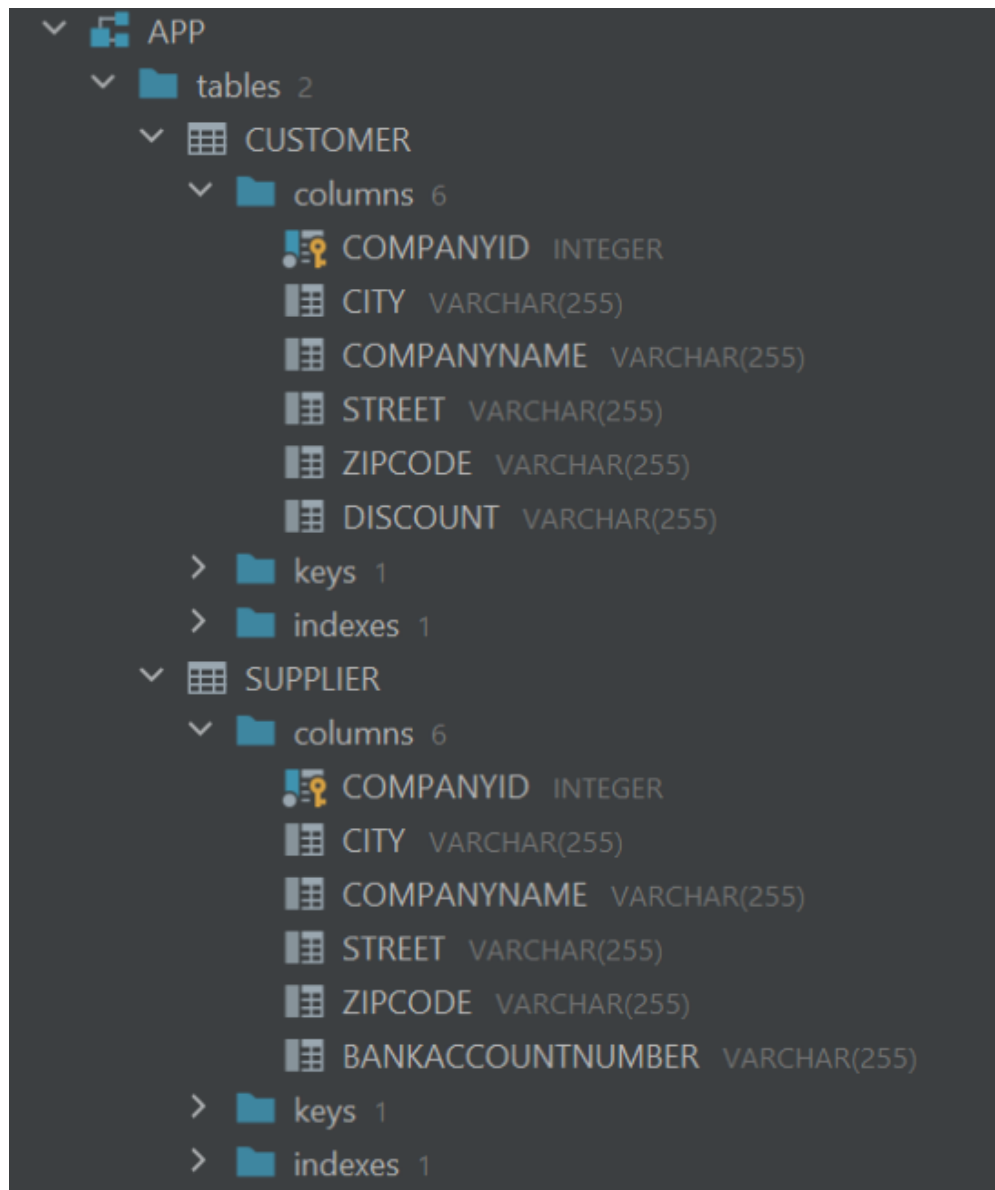 APP
tables 2
CUSTOMER
columns 6
COMPANYID INTEGER
CITY VARCHAR(255)
COMPANYNAME VARCHAR(255)
STREET VARCHAR(255)
ZIPCODE VARCHAR(255)
DISCOUNT VARCHAR(255)
keys 1
indexes 1
SUPPLIER
columns 6
COMPANYID INTEGER
CITY VARCHAR(255)
COMPANYNAME VARCHAR(255)
STREET VARCHAR(255)
ZIPCODE VARCHAR(255)
BANKACCOUNTNUMBER VARCHAR(255)
keys 1
indexes 1